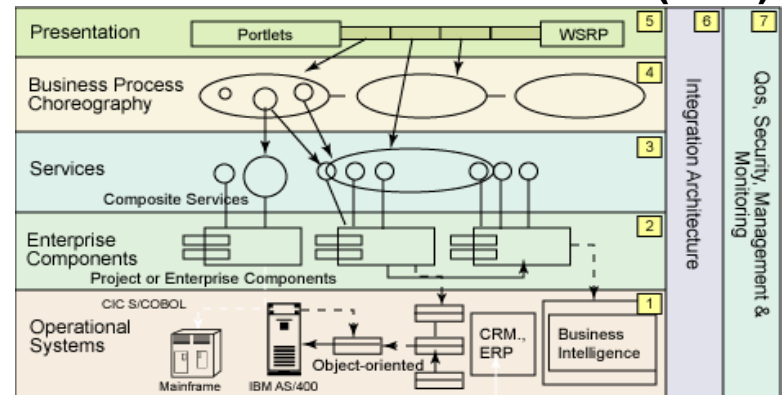 Presentation
Portlets
WSRP
5
6
7
Business Process
Choreography
4
Services
3
Composite Services
Enterprise
Components
2
Project or Enterprise Components
CIC S/COBOL
1
Operational
Systems
Mainframe
IBM AS/400
Object-oriented
CRM.,
ERP
Business
Intelligence
Integration Architecture
Qos, Security, Management &
Monitoring